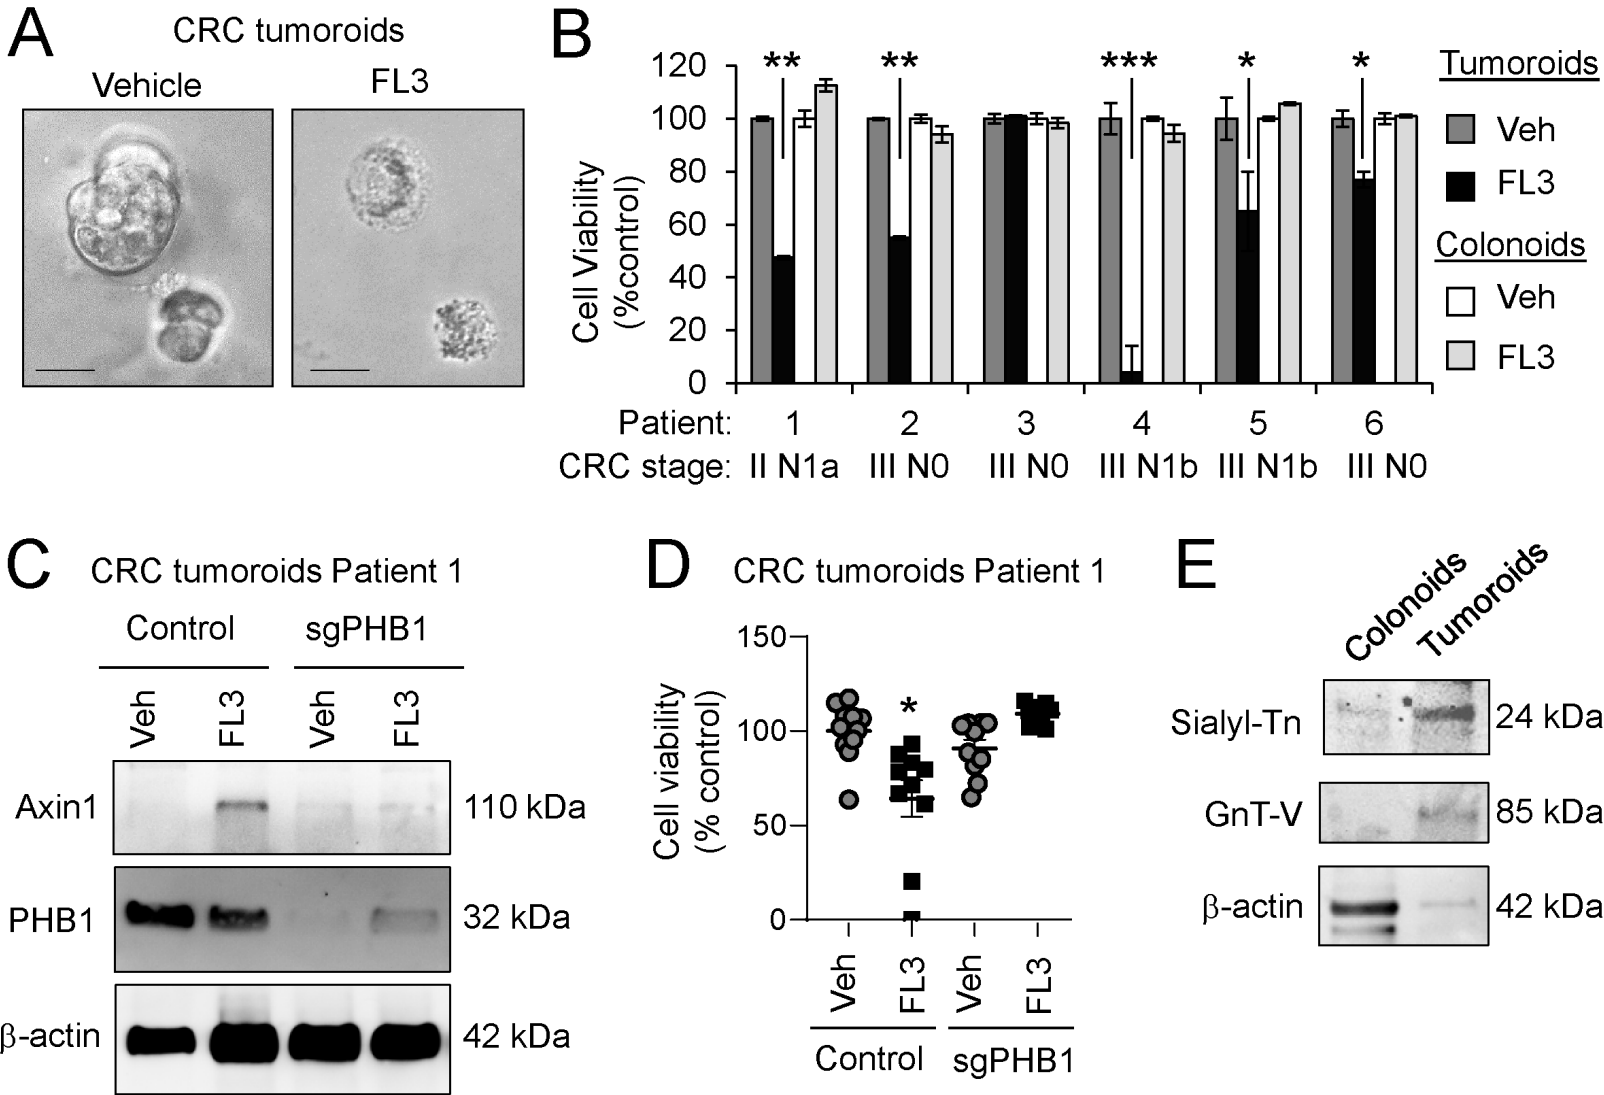 A
CRC tumoroids
Vehicle
FL3
B
Cell Viability
(%control)
120
100
80
60
40
20
0
** ** *** * *
Patient: 1 2 3 4 5 6
CRC stage: II N1a III N0 III N0 III N1b III N1b III N0
Tumoroids
Veh
FL3
Colonoids
Veh
FL3
C
CRC tumoroids Patient 1
Control sgPHB1
Veh FL3 Veh FL3
Axin1 110 kDa
PHB1 32 kDa
β-actin 42 kDa
D
CRC tumoroids Patient 1
Cell viability
(% control)
150
100
50
0
*
Veh FL3 Veh FL3
Control sgPHB1
E
Colonoids Tumoroids
Sialyl-Tn 24 kDa
GnT-V 85 kDa
β-actin 42 kDa